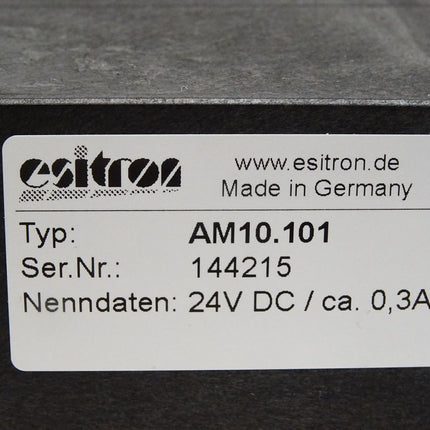 esitron
www.esitron.de
Made in Germany
Typ: AM10.101
Ser.Nr.: 144215
Nenndaten: 24V DC / ca. 0,3A